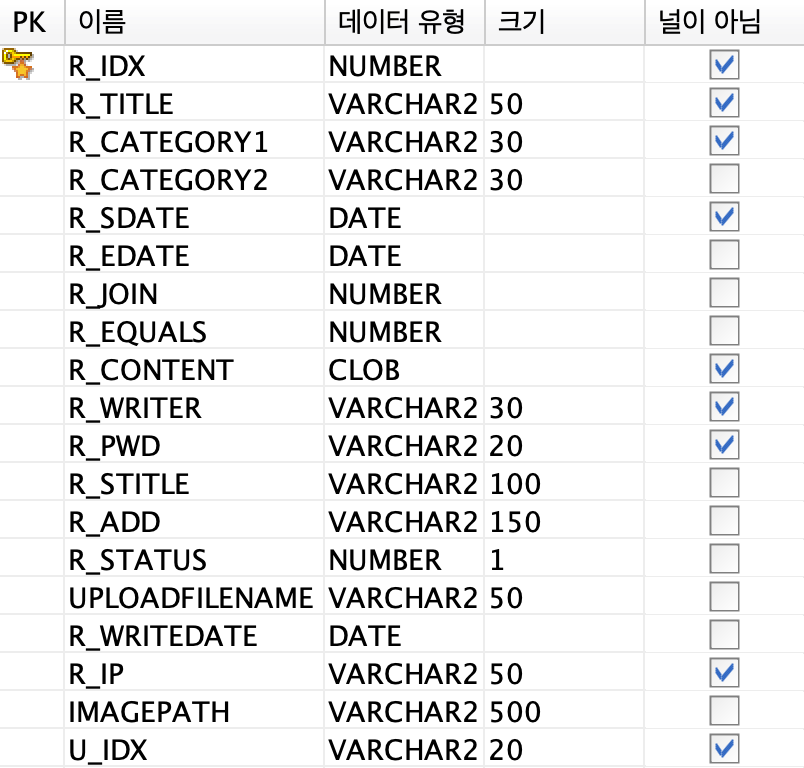 PK 이름 데이터 유형 크기 널이 아님
R_IDX NUMBER
R_TITLE VARCHAR2 50
R_CATEGORY1 VARCHAR2 30
R_CATEGORY2 VARCHAR2 30
R_SDATE DATE
R_EDATE DATE
R_JOIN NUMBER
R_EQUALS NUMBER
R_CONTENT CLOB
R_WRITER VARCHAR2 30
R_PWD VARCHAR2 20
R_STITLE VARCHAR2 100
R_ADD VARCHAR2 150
R_STATUS NUMBER 1
UPLOADFILENAME VARCHAR2 50
R_WRITEDATE DATE
R_IP VARCHAR2 50
IMAGEPATH VARCHAR2 500
U_IDX VARCHAR2 20